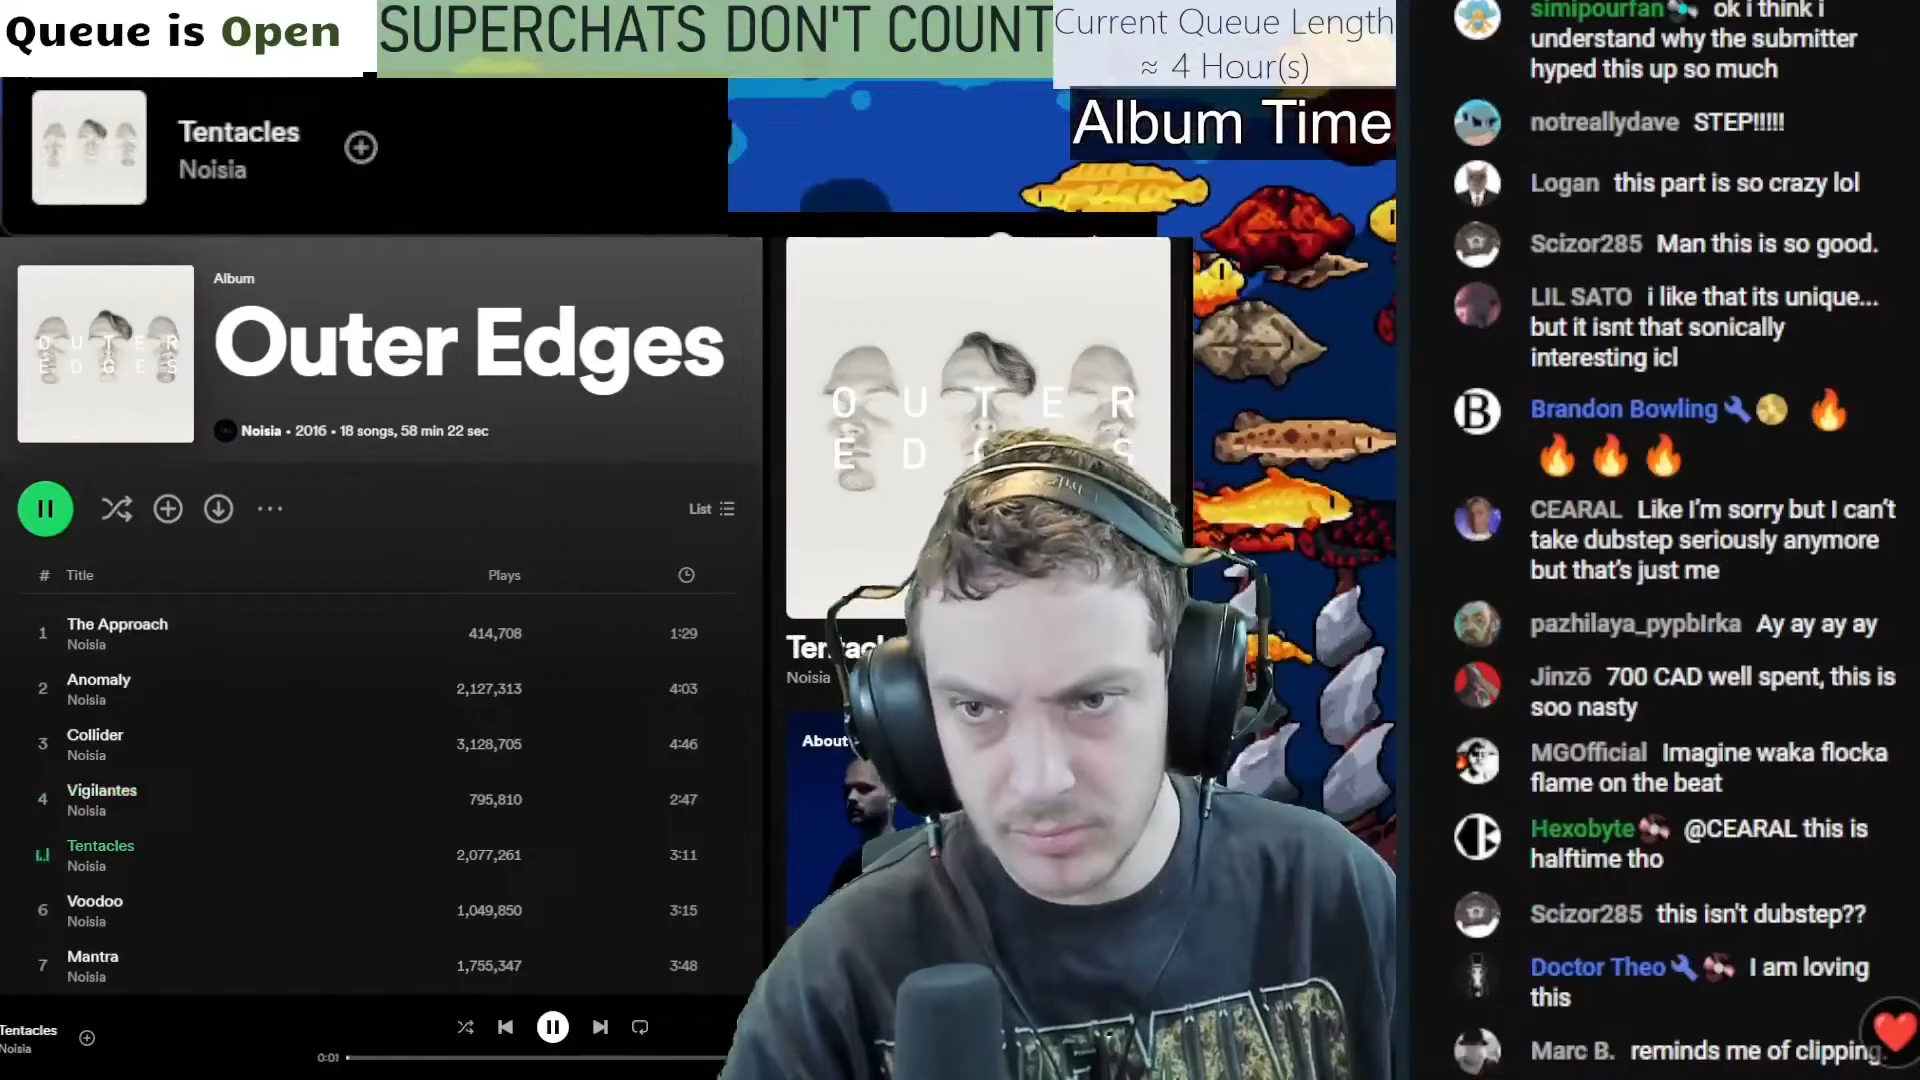 Queue is Open
SUPERCHATS DON'T COUNT
Current Queue Length
≈ 4 Hour(s)
Album Time
Tentacles
Noisia
Album
Outer Edges
Noisia • 2016 • 18 songs, 58 min 22 sec
OUTER
EDGES
List
# Title Plays
1 The Approach 414,708 1:29
Noisia
2 Anomaly 2,127,313 4:03
Noisia
3 Collider 3,128,705 4:46
Noisia
4 Vigilantes 795,810 2:47
Noisia
Tentacles 2,077,261 3:11
Noisia
6 Voodoo 1,049,850 3:15
Noisia
7 Mantra 1,755,347 3:48
Noisia
Tentacles
Noisia
0:01
OUTER
Noisia
About
simipourfan ok i think i
understand why the submitter
hyped this up so much
notreallydave STEP!!!!!
Logan this part is so crazy lol
Scizor285 Man this is so good.
LIL SATO i like that its unique...
but it isnt that sonically
interesting icl
B Brandon Bowling 🔥
🔥 🔥 🔥
CEARAL Like I'm sorry but I can't
take dubstep seriously anymore
but that's just me
pazhilaya_pypbIrka Ay ay ay ay
Jinzō 700 CAD well spent, this is
soo nasty
MGOfficial Imagine waka flocka
flame on the beat
Hexobyte @CEARAL this is
halftime tho
Scizor285 this isn't dubstep??
Doctor Theo I am loving
this
Marc B. reminds me of clipping.